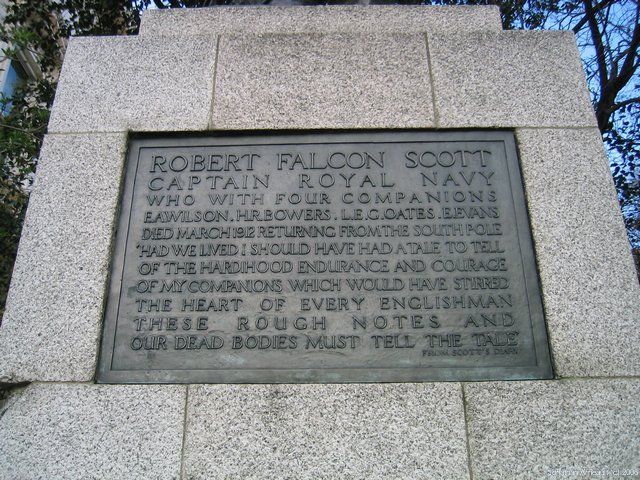 ROBERT FALCON SCOTT
CAPTAIN ROYAL NAVY
WHO WITH FOUR COMPANIONS
E.A.WILSON. H.R.BOWERS. L.E.G.OATES. E.EVANS
DIED MARCH 1912 RETURNING FROM THE SOUTH POLE
'HAD WE LIVED I SHOULD HAVE HAD A TALE TO TELL
OF THE HARDIHOOD ENDURANCE AND COURAGE
OF MY COMPANIONS, WHICH WOULD HAVE STIRRED
THE HEART OF EVERY ENGLISHMAN
THESE ROUGH NOTES AND
OUR DEAD BODIES MUST TELL THE TALE'
FROM SCOTT'S DIARY